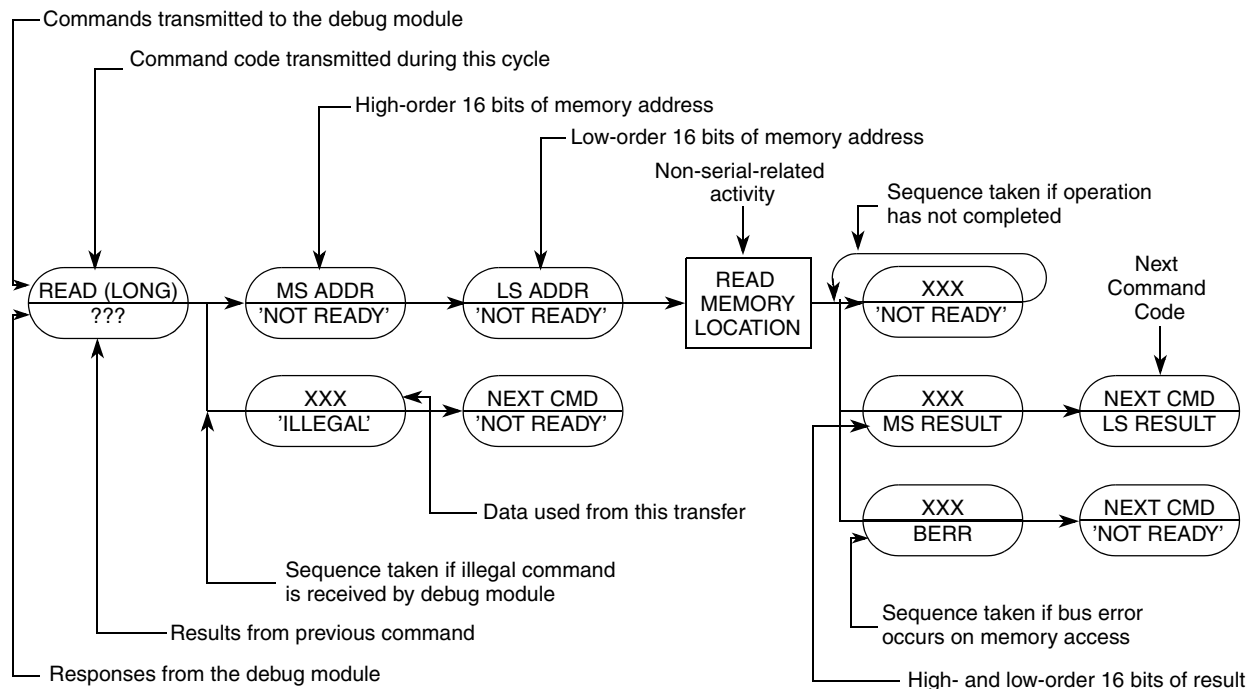 Commands transmitted to the debug module
Command code transmitted during this cycle
High-order 16 bits of memory address
Low-order 16 bits of memory address
Non-serial-related
activity
Sequence taken if operation
has not completed
Next
Command
Code
READ (LONG)
???
MS ADDR
'NOT READY'
LS ADDR
'NOT READY'
READ
MEMORY
LOCATION
XXX
'NOT READY'
XXX
'ILLEGAL'
NEXT CMD
'NOT READY'
XXX
MS RESULT
NEXT CMD
LS RESULT
XXX
BERR
NEXT CMD
'NOT READY'
Data used from this transfer
Sequence taken if illegal command
is received by debug module
Sequence taken if bus error
occurs on memory access
Results from previous command
Responses from the debug module
High- and low-order 16 bits of result